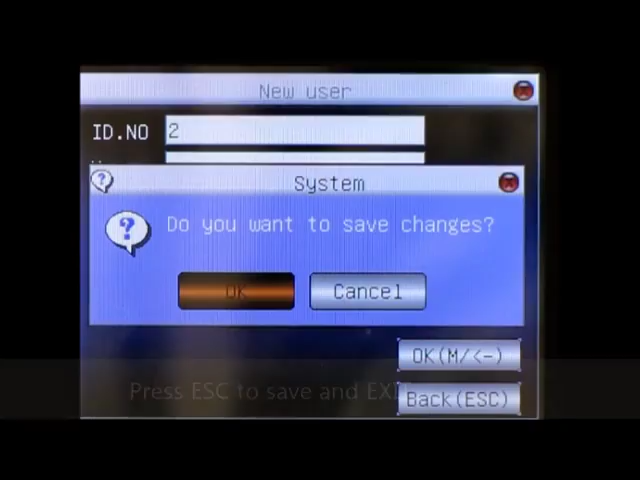 New user
ID.NO 2
System
Do you want to save changes?
OK
Cancel
OK(M/<-)
Press ESC to save and EXIT
Back(ESC)